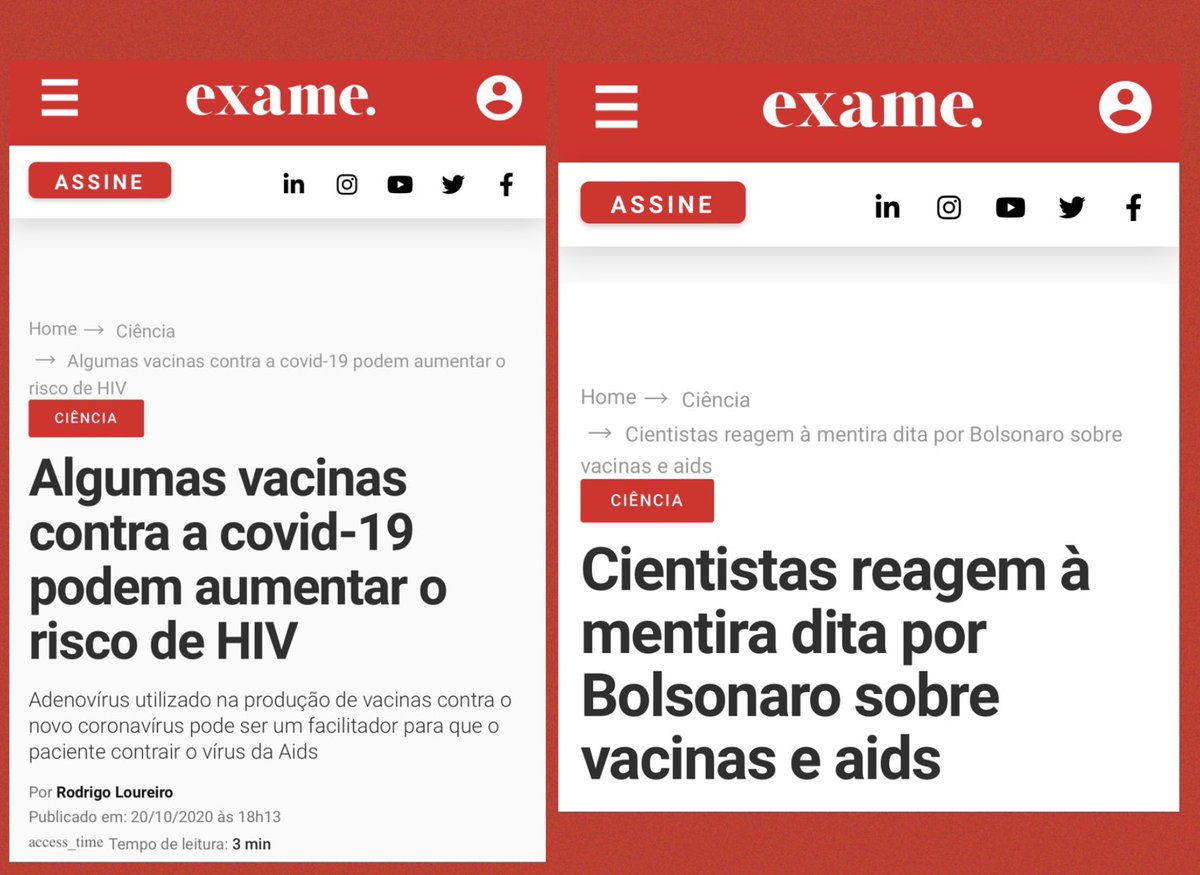 exame.
ASSINE
Home → Ciência
→ Algumas vacinas contra a covid-19 podem aumentar o
risco de HIV
CIÊNCIA
Algumas vacinas
contra a covid-19
podem aumentar o
risco de HIV
Adenovírus utilizado na produção de vacinas contra o
novo coronavírus pode ser um facilitador para que o
paciente contrair o vírus da Aids
Por Rodrigo Loureiro
Publicado em: 20/10/2020 às 18h13
access_time Tempo de leitura: 3 min
exame.
ASSINE
Home → Ciência
→ Cientistas reagem à mentira dita por Bolsonaro sobre
vacinas e aids
CIÊNCIA
Cientistas reagem à
mentira dita por
Bolsonaro sobre
vacinas e aids